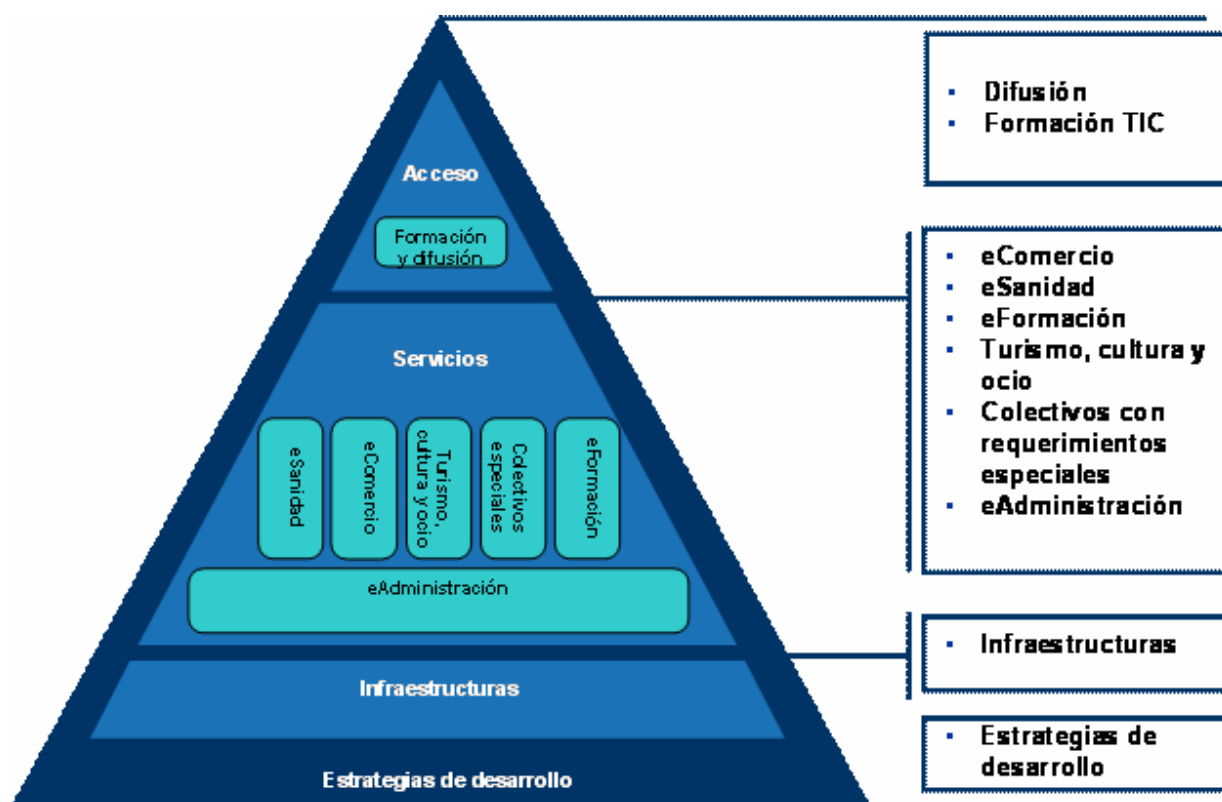 Acceso
Formación
y difusión
Servicios
eSanidad
eComercio
Turismo,
cultura y ocio
Colectivos
especiales
eFormación
eAdministración
Infraestructuras
Estrategias de desarrollo
▪ Difusión
▪ Formación TIC
▪ eComercio
▪ eSanidad
▪ eFormación
▪ Turismo, cultura y
ocio
▪ Colectivos con
requerimientos
especiales
▪ eAdministración
▪ Infraestructuras
▪ Estrategias de
desarrollo